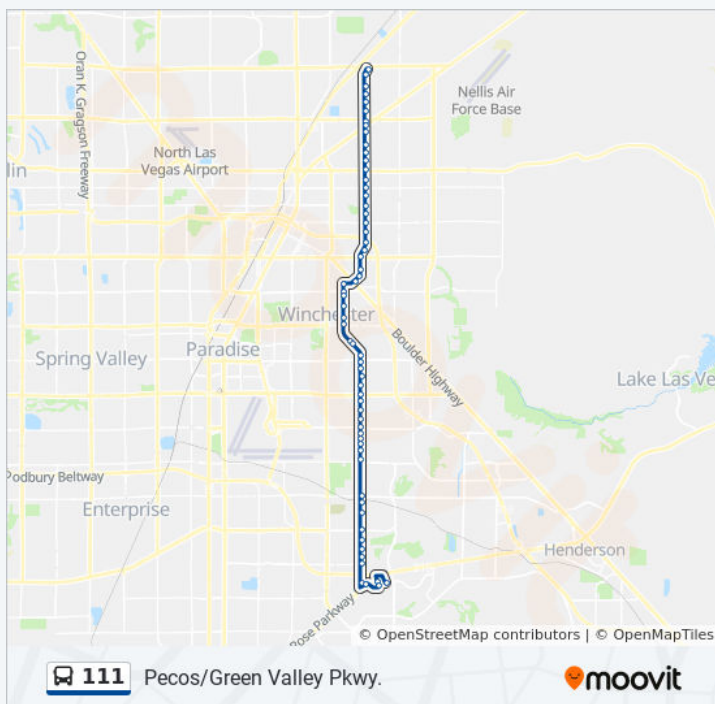 Oran K. Gragson Freeway
Nellis Air
Force Base
North Las
Vegas Airport
lin
Winchester
Paradise
Spring Valley
Boulder Highway
Lake Las Ve
Podbury Beltway
Enterprise
Henderson
Rose Parkway
© OpenStreetMap contributors | © OpenMapTiles
111 Pecos/Green Valley Pkwy.
moovit